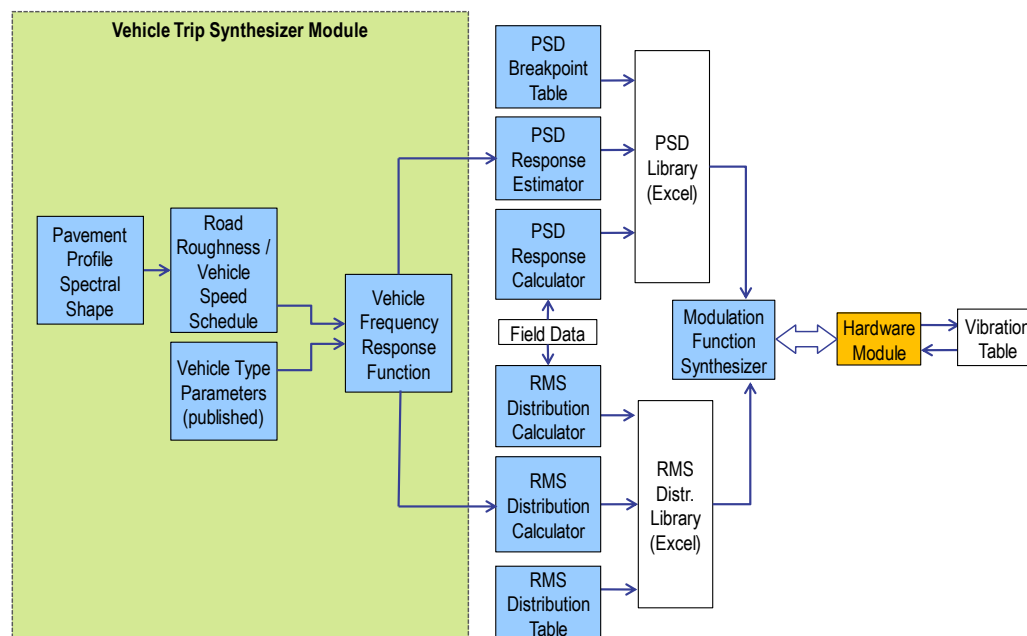 Vehicle Trip Synthesizer Module
Pavement
Profile
Spectral
Shape
Road
Roughness /
Vehicle
Speed
Schedule
Vehicle Type
Parameters
(published)
Vehicle
Frequency
Response
Function
PSD
Breakpoint
Table
PSD
Response
Estimator
PSD
Response
Calculator
Field Data
RMS
Distribution
Calculator
RMS
Distribution
Calculator
RMS
Distribution
Table
PSD
Library
(Excel)
RMS
Distr.
Library
(Excel)
Modulation
Function
Synthesizer
Hardware
Module
Vibration
Table